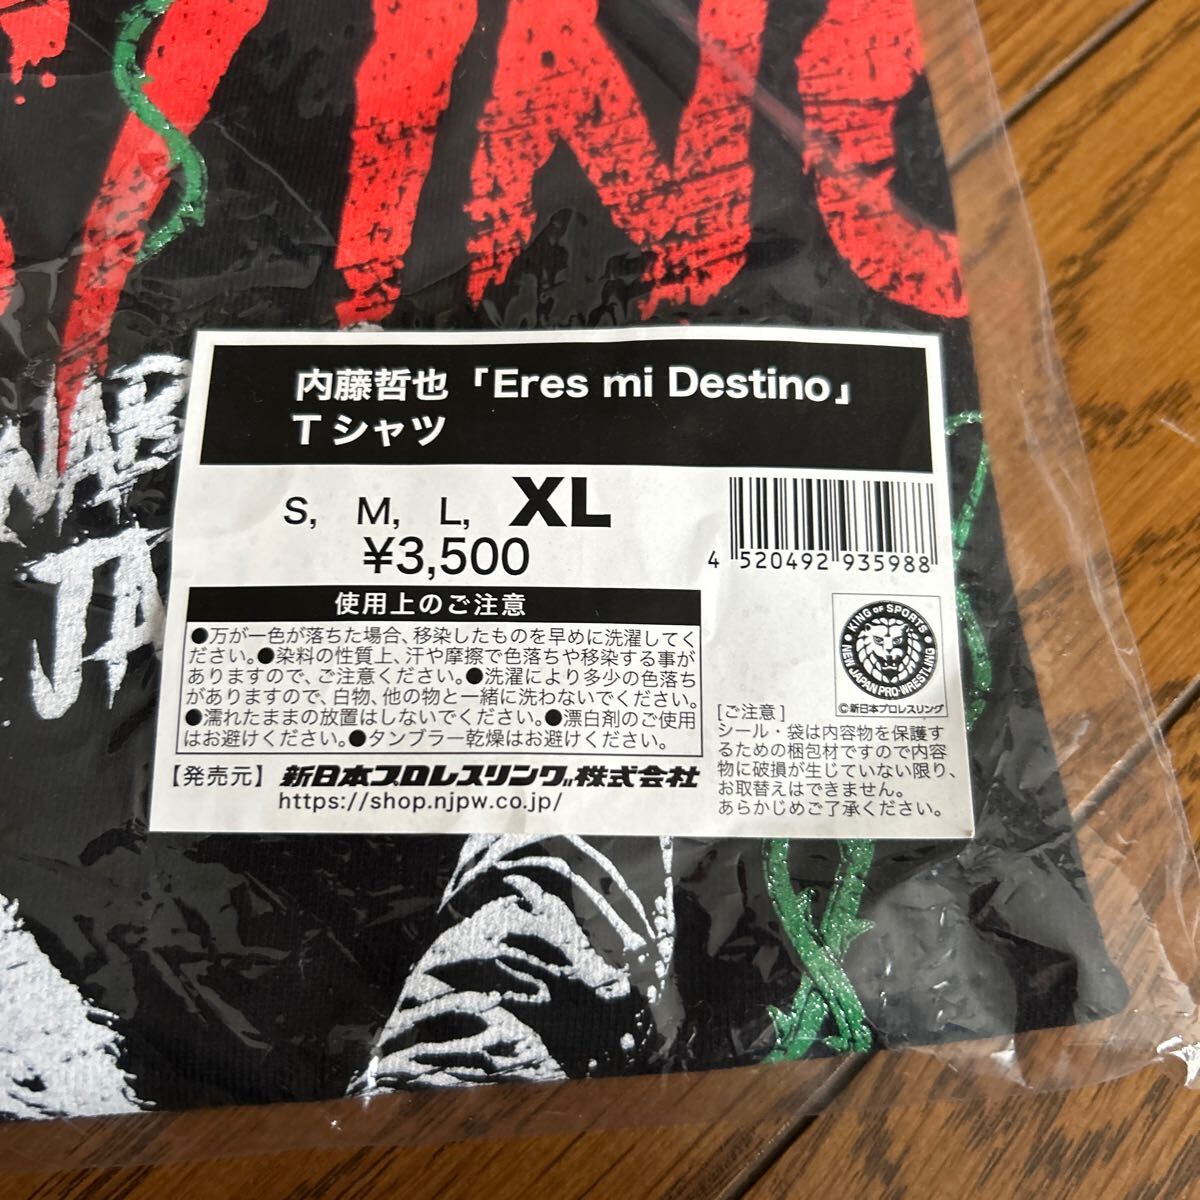 内藤哲也「Eres mi Destino」
Tシャツ
S, M, L, XL
¥3,500
4 520492 935988
使用上のご注意
●万が一色が落ちた場合、移染したものを早めに洗濯してく
ださい。●染料の性質上、汗や摩擦で色落ちや移染する事が
ありますので、ご注意ください。●洗濯により多少の色落ち
がありますので、白物、他の物と一緒に洗わないでください。
●濡れたままの放置はしないでください。●漂白剤のご使用
はお避けください。●タンブラー乾燥はお避けください。
【発売元】 新日本プロレスリング株式会社
https://shop.njpw.co.jp/
KING OF SPORTS
NEW JAPAN PRO-WRESTLING
©新日本プロレスリング
[ご注意]
シール・袋は内容物を保護す
るための梱包材ですので内容
物に破損が生じていない限り、
お取替えはできません。
あらかじめご了承ください。